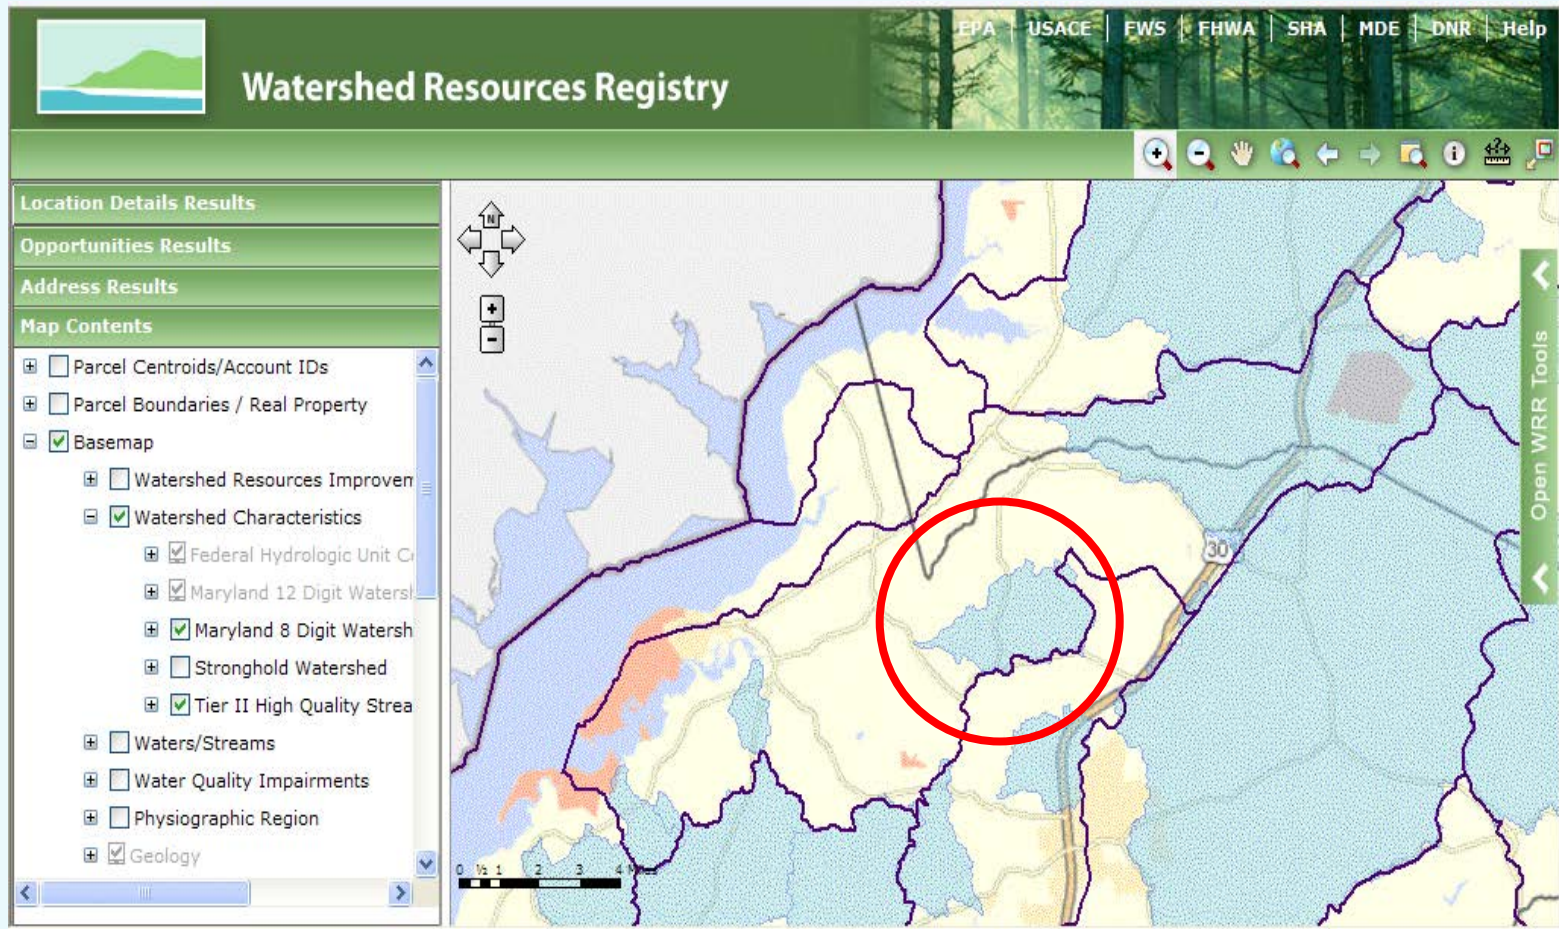 EPA | USACE | FWS | FHWA | SHA | MDE | DNR | Help
Watershed Resources Registry
Location Details Results
Opportunities Results
Address Results
Map Contents
Parcel Centroids/Account IDs
Parcel Boundaries / Real Property
Basemap
Watershed Resources Improvem
Watershed Characteristics
Federal Hydrologic Unit C
Maryland 12 Digit Waters
Maryland 8 Digit Watersh
Stronghold Watershed
Tier II High Quality Strea
Waters/Streams
Water Quality Impairments
Physiographic Region
Geology
N
30
0 ½ 1 2 3 4
Open WRR Tools